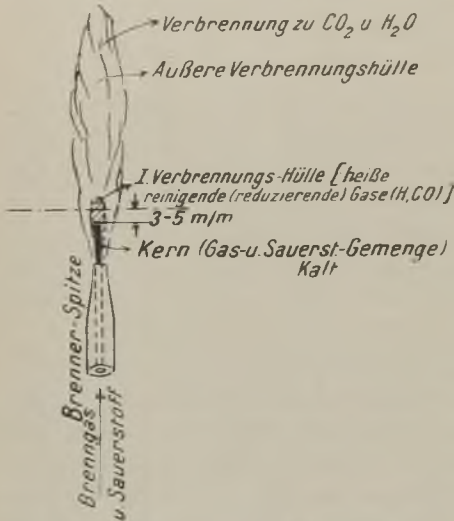 Verbrennung zu CO₂ u H₂O
Außere Verbrennungshülle
I. Verbrennungs-Hülle [heiße
reinigende (reduzierende) Gase (H, CO)]
3-5 m/m
Kern (Gas-u. Sauerst.-Gemenge)
Kalt
Brenner-Spitze
Brenngas
u. Sauerstoff